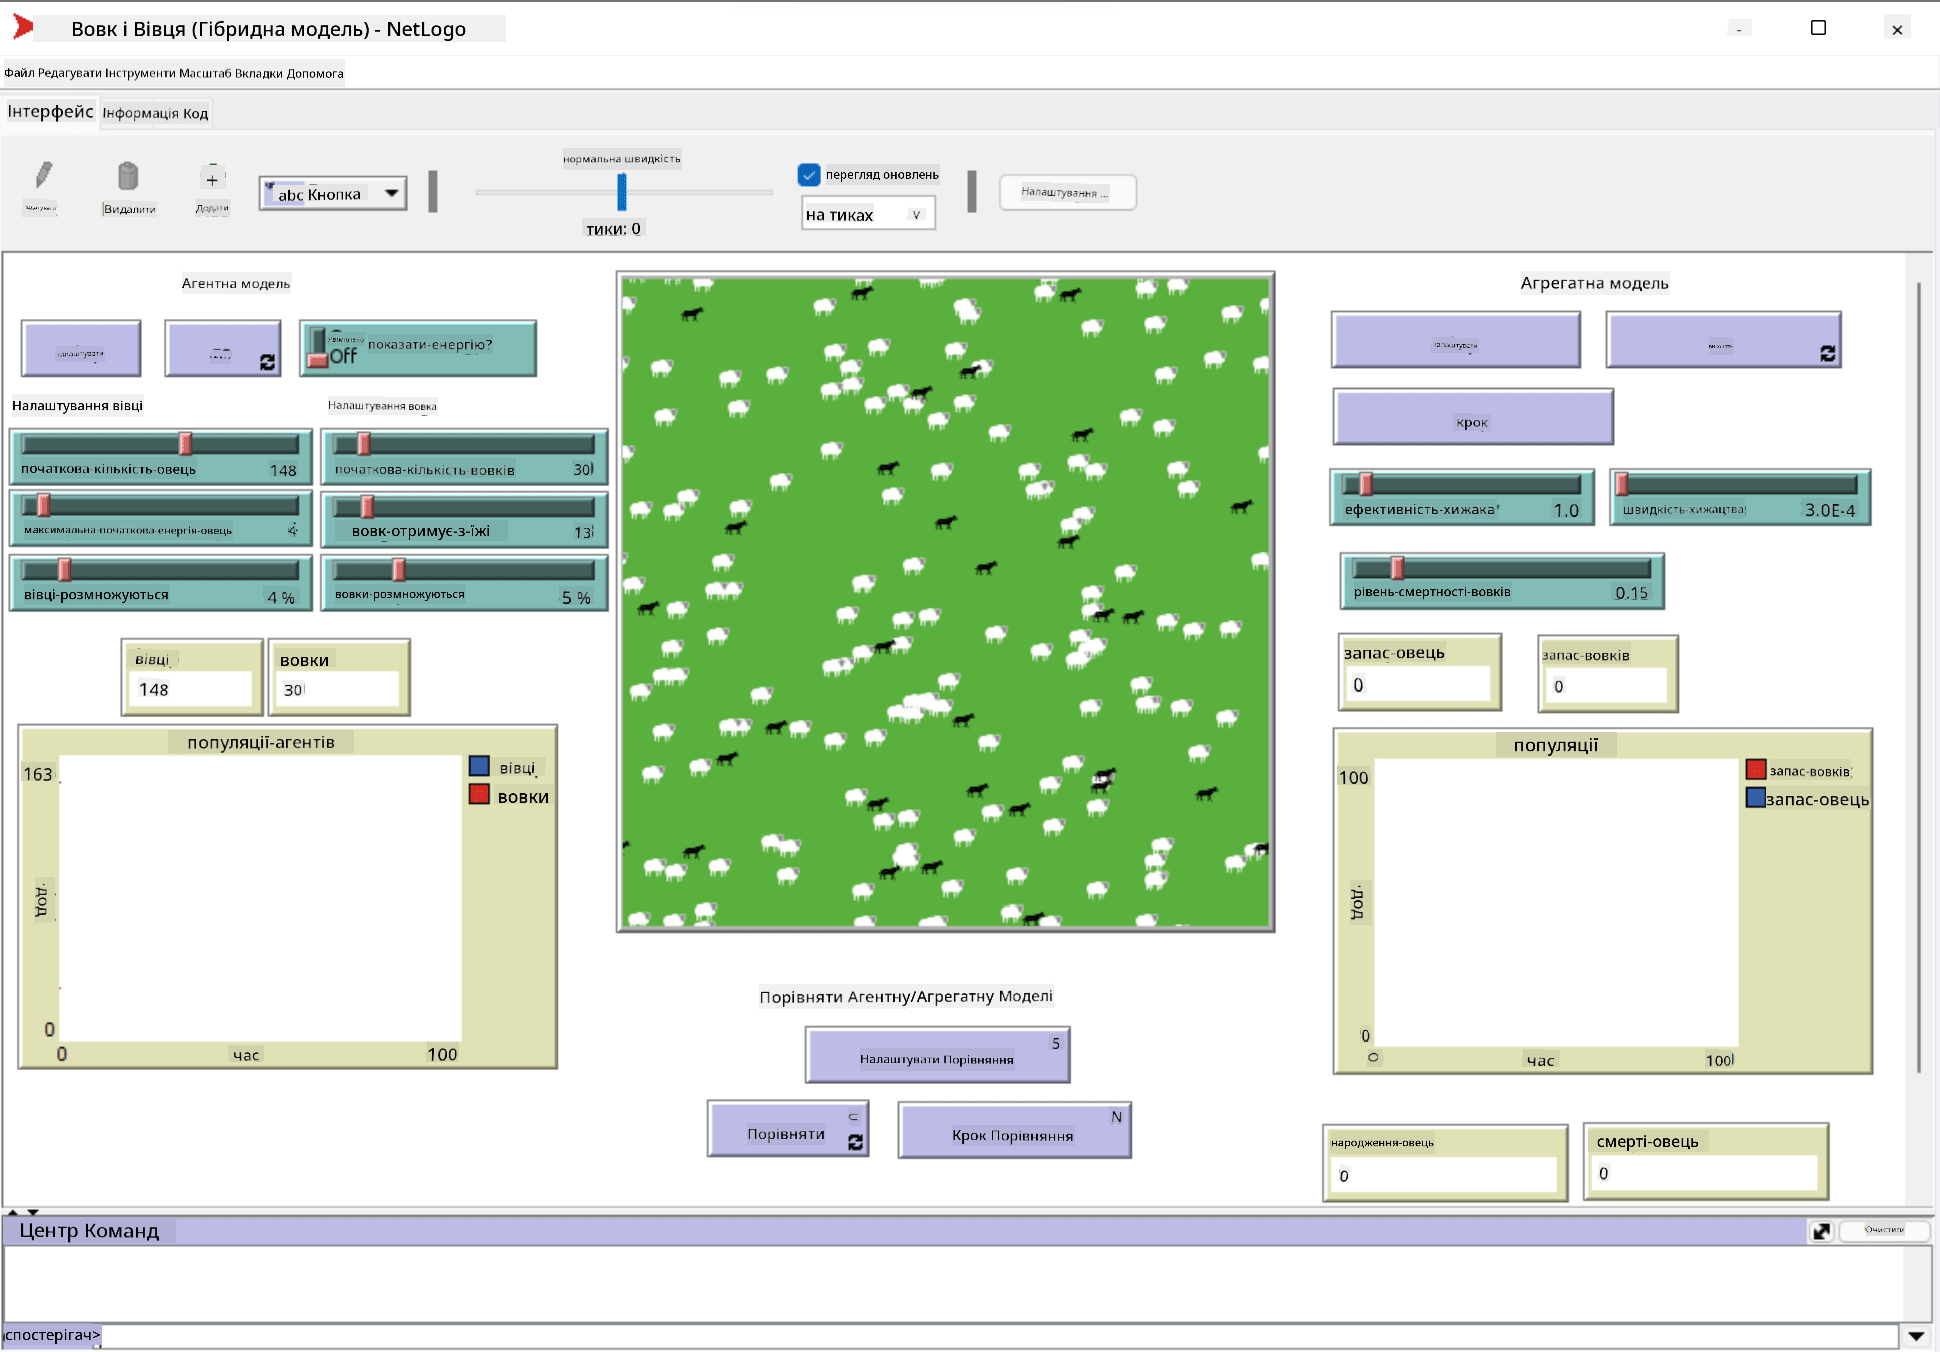 Вовк і Вівця (Гібридна модель) - NetLogo
Файл Редагувати Інструменти Масштаб Вкладки Допомога
Інтерфейс Інформація Код
нормальна швидкість
тики: 0
Видалити
Додати
abc Кнопка
перегляд оновлень
на тиках
Налаштування ...
Агентна модель
налаштувати
Off
показати-енергію?
Налаштування вівці
Налаштування вовка
початкова-кількість-овець 148
початкова-кількість-вовків 30
максимальна-початкова-енергія-овець 4
вовк-отримує-з-їжі 13
вівці-розмножуються 4 %
вовки-розмножуються 5 %
вівці
148
вовки
30
популяції-агентів
163
0
0
час
100
вівці
вовки
.дод
Порівняти Агентну/Агрегатну Моделі
5
Налаштувати Порівняння
Порівняти
N
Крок Порівняння
Агрегатна модель
налаштувати
крок
ефективність-хижака 1.0
швидкість-хижацтва 3.0E-4
рівень-смертності-вовків 0.15
запас-овець
0
запас-вовків
0
популяції
100
0
0
час
100
запас-вовків
запас-овець
.дод
народження-овець
0
смерті-овець
0
Центр Команд
Очистити
спостерігач>